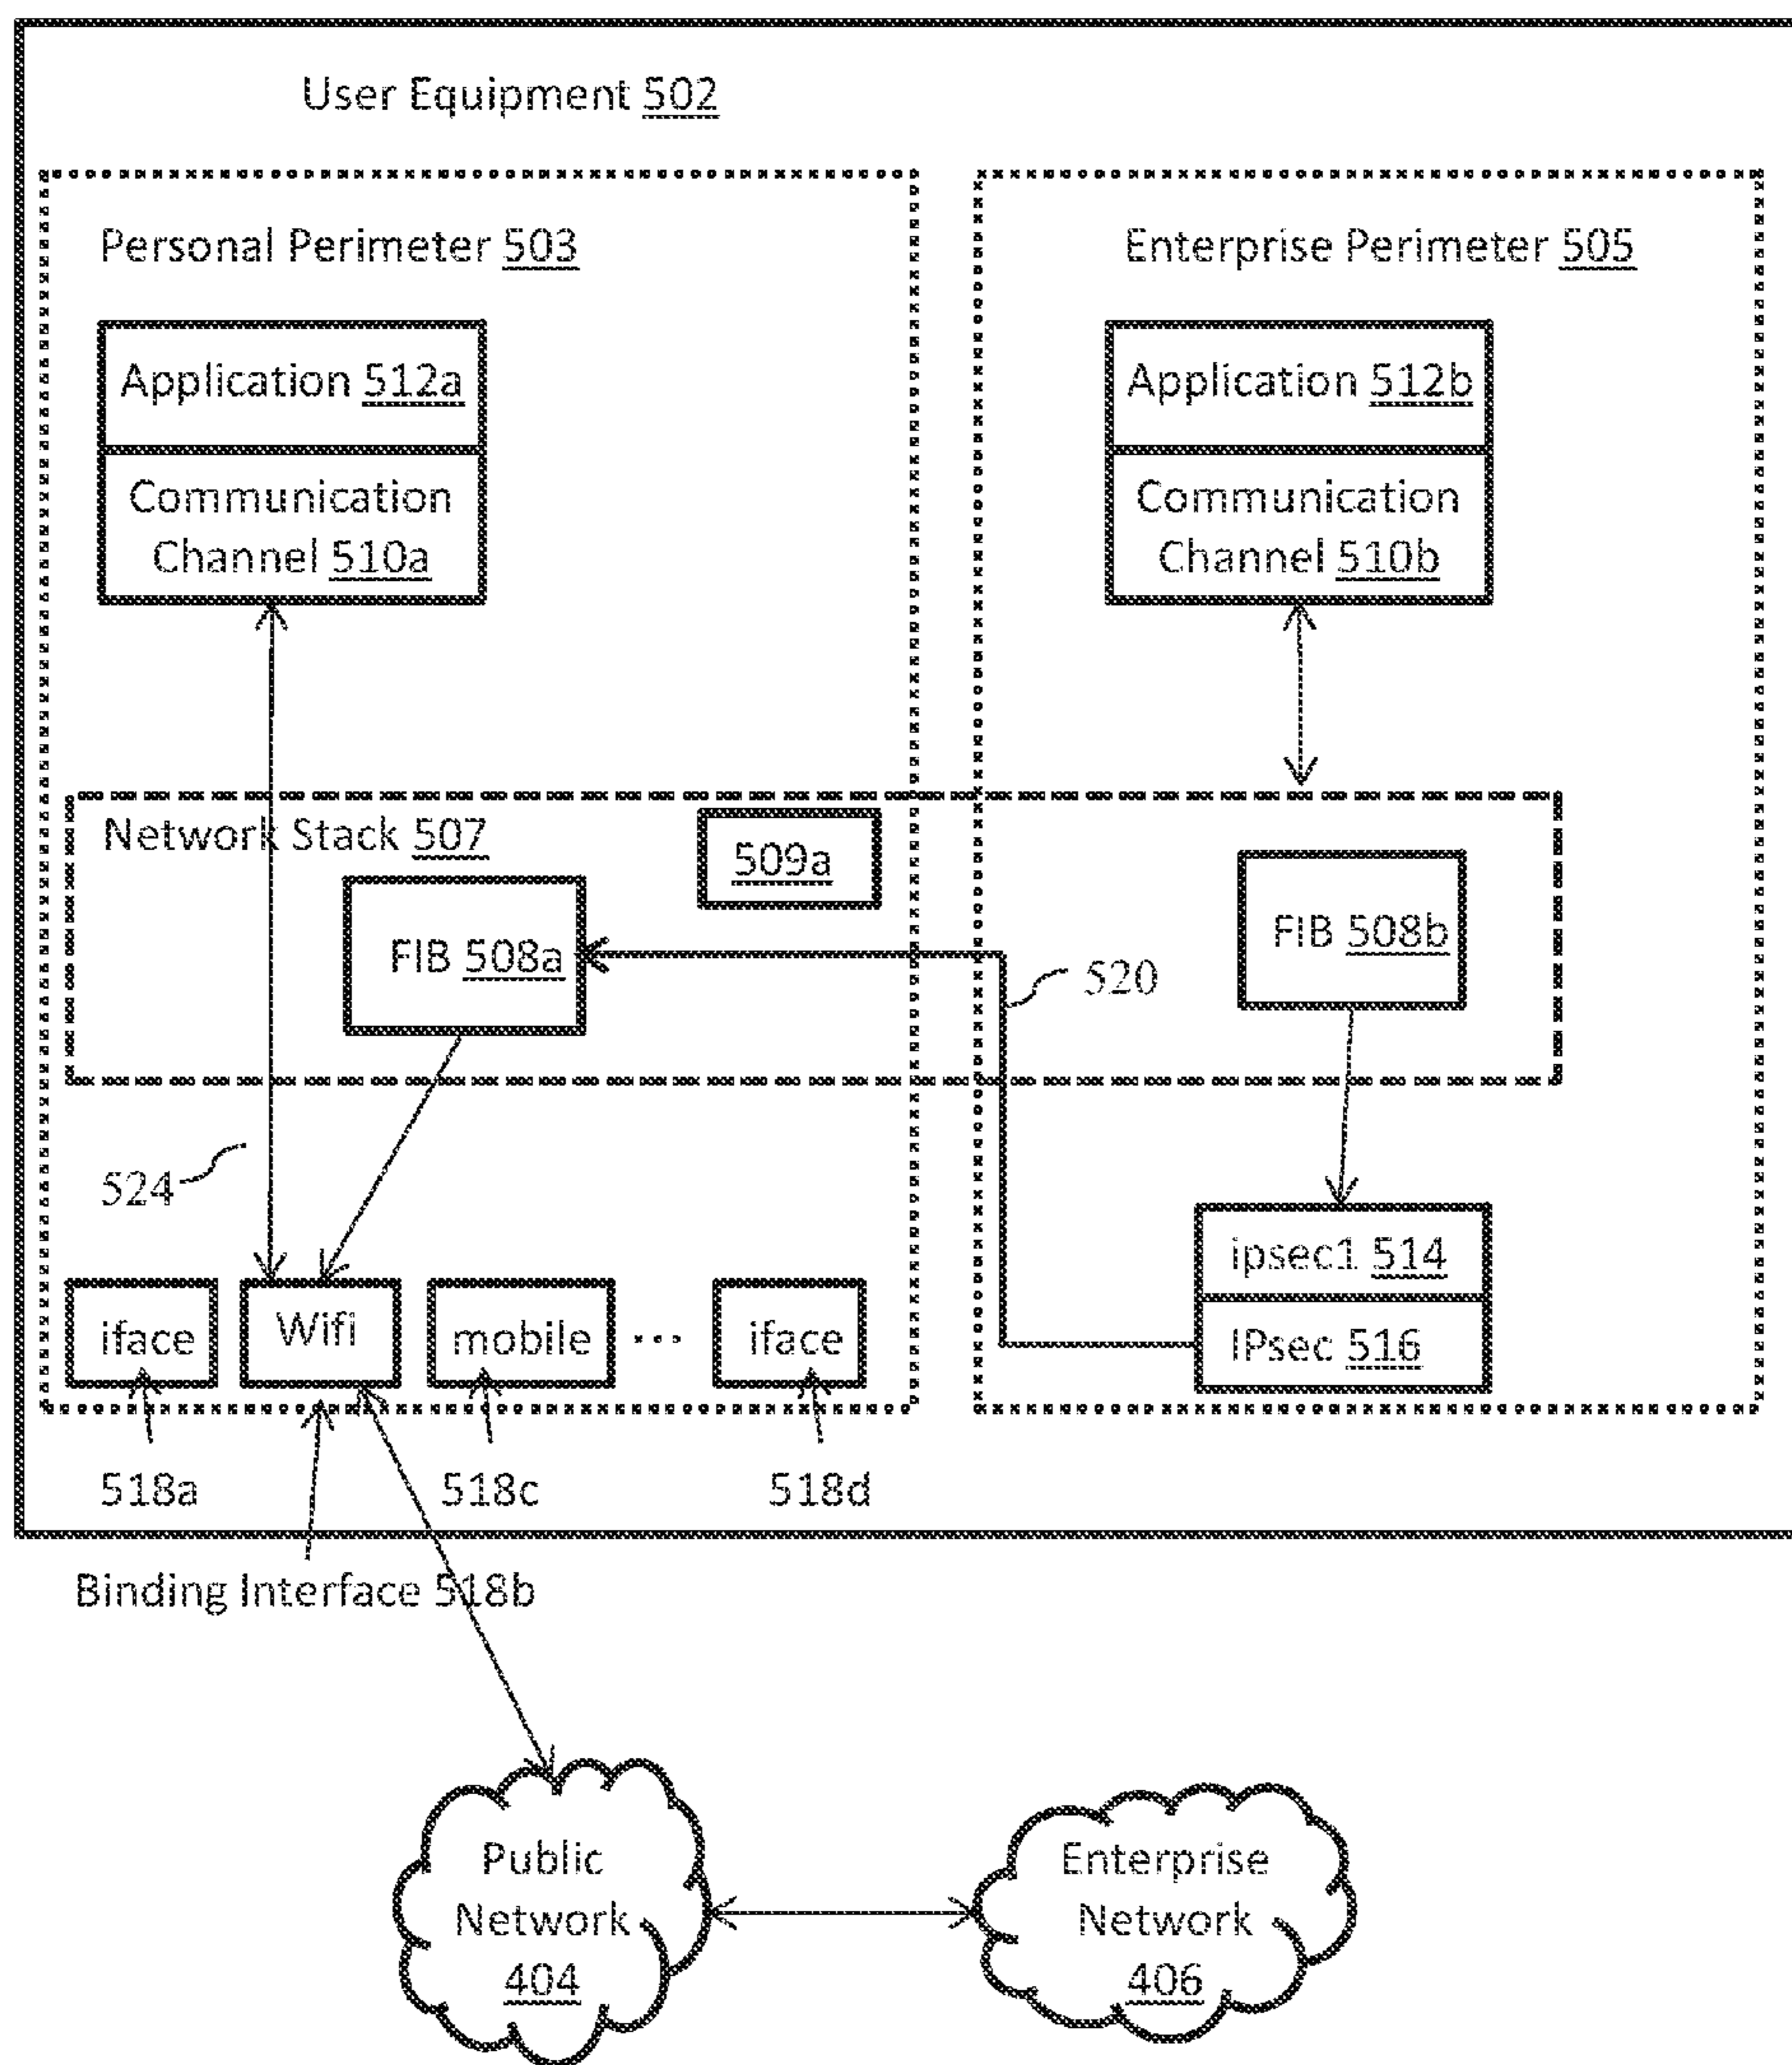 User Equipment 502
Personal Perimeter 503
Enterprise Perimeter 505
Application 512a
Communication
Channel 510a
Application 512b
Communication
Channel 510b
Network Stack 507
509a
FIB 508a
FIB 508b
520
524
ipsec1 514
IPsec 516
iface
Wifi
mobile
...
iface
518a
518c
518d
Binding Interface 518b
Public
Network
404
Enterprise
Network
406